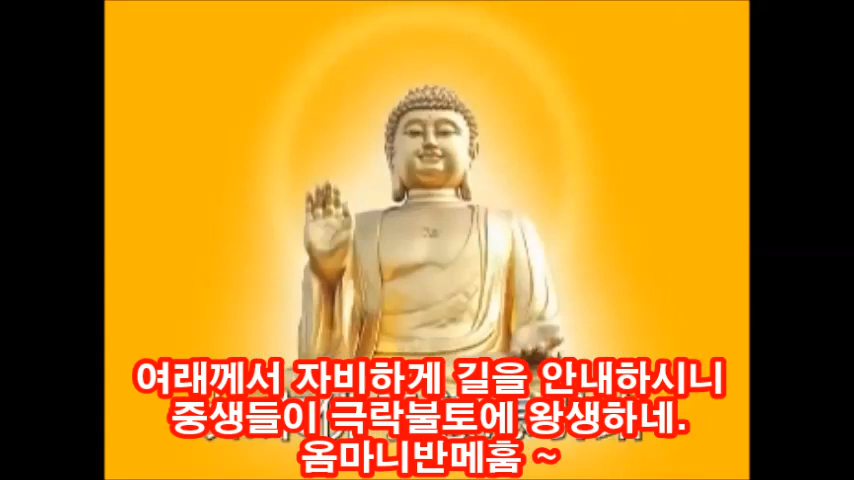 여래께서 자비하게 길을 안내하시니
중생들이 극락불토에 왕생하네.
옴마니반메훔 ~